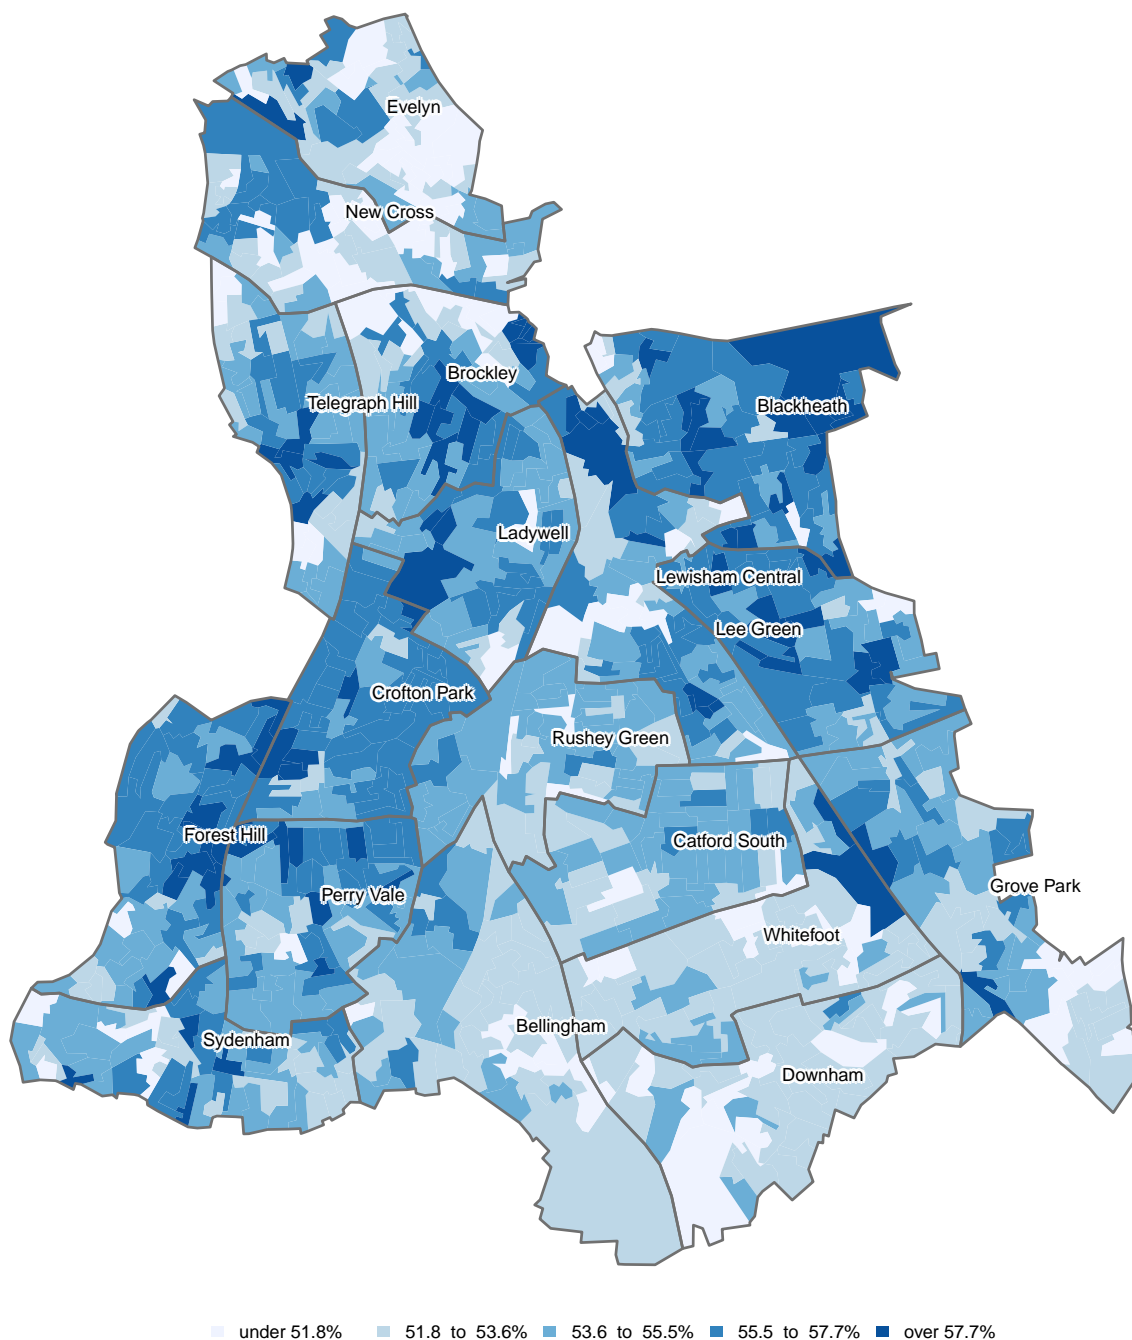 Evelyn
New Cross
Brockley
Telegraph Hill
Blackheath
Ladywell
Lewisham Central
Lee Green
Crofton Park
Rushey Green
Forest Hill
Catford South
Perry Vale
Grove Park
Whitefoot
Bellingham
Sydenham
Downham
under 51.8% 51.8 to 53.6% 53.6 to 55.5% 55.5 to 57.7% over 57.7%